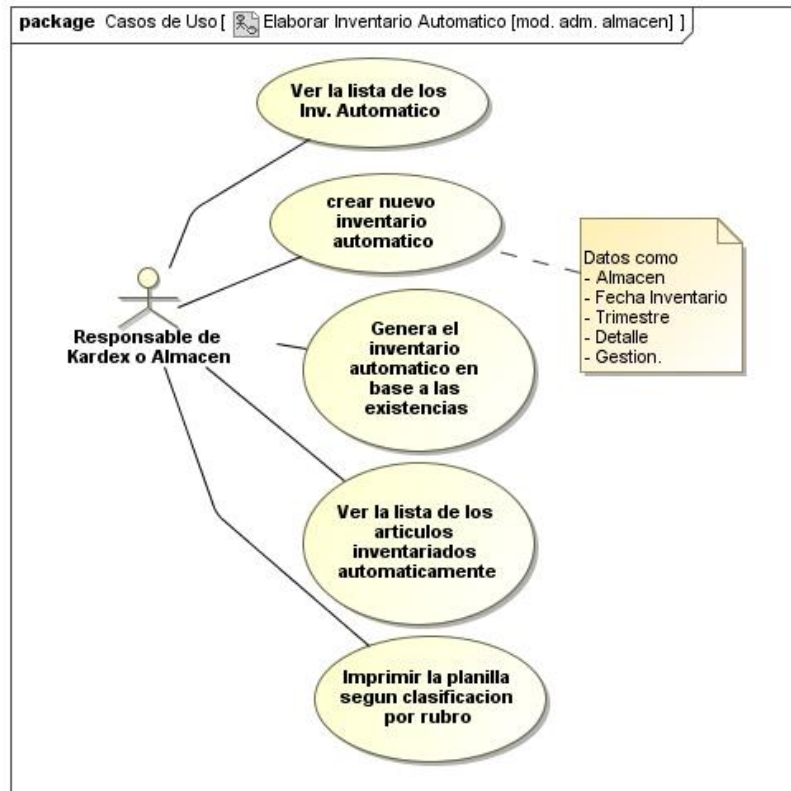 package Casos de Uso [ Elaborar Inventario Automatico [mod. adm. almacen] ]
Ver la lista de los
Inv. Automatico
crear nuevo
inventario
automatico
Datos como
- Almacen
- Fecha Inventario
- Trimestre
- Detalle
- Gestion.
Responsable de
Kardex o Almacen
Genera el
inventario
automatico en
base a las
existencias
Ver la lista de los
articulos
inventariados
automaticamente
Imprimir la planilla
segun clasificacion
por rubro